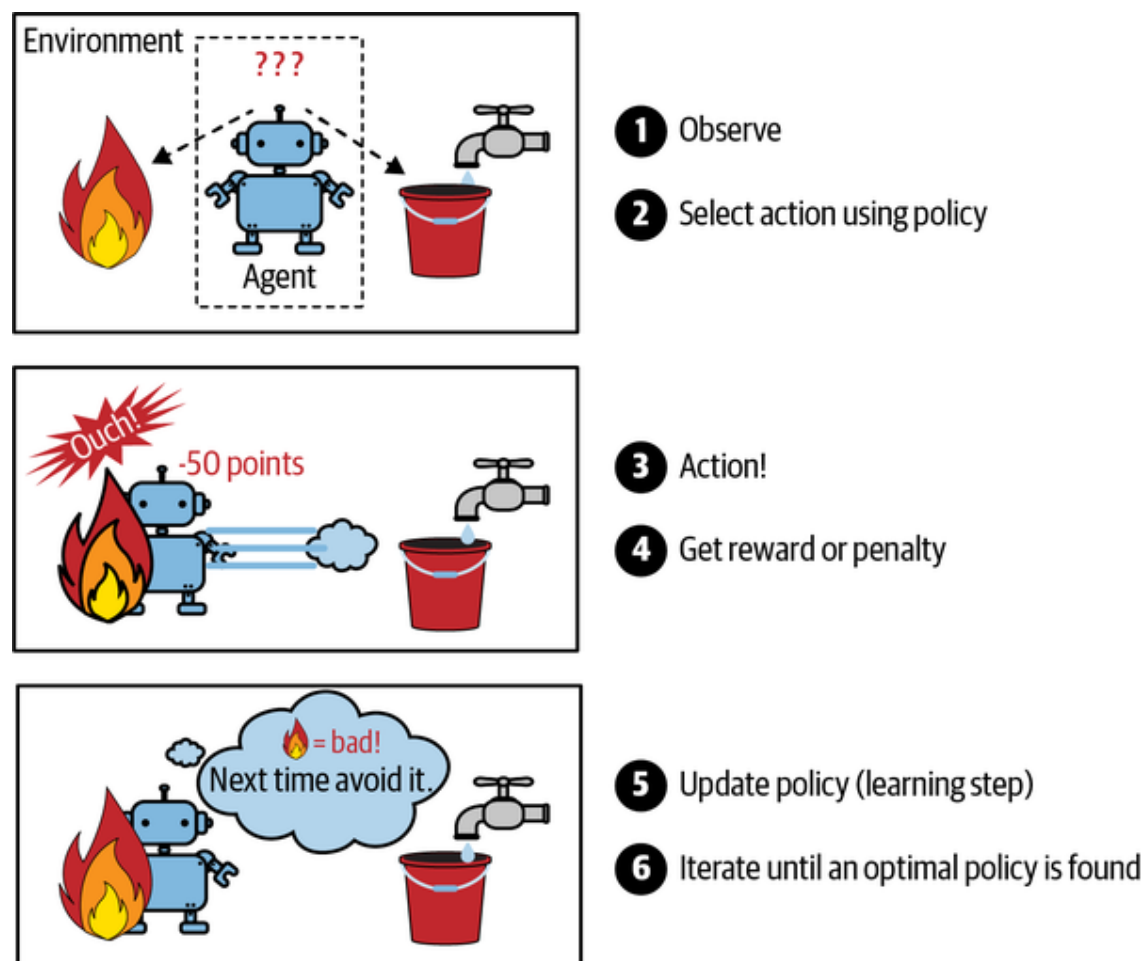 Environment
???
Agent
1 Observe
2 Select action using policy
Ouch!
-50 points
3 Action!
4 Get reward or penalty
= bad!
Next time avoid it.
5 Update policy (learning step)
6 Iterate until an optimal policy is found